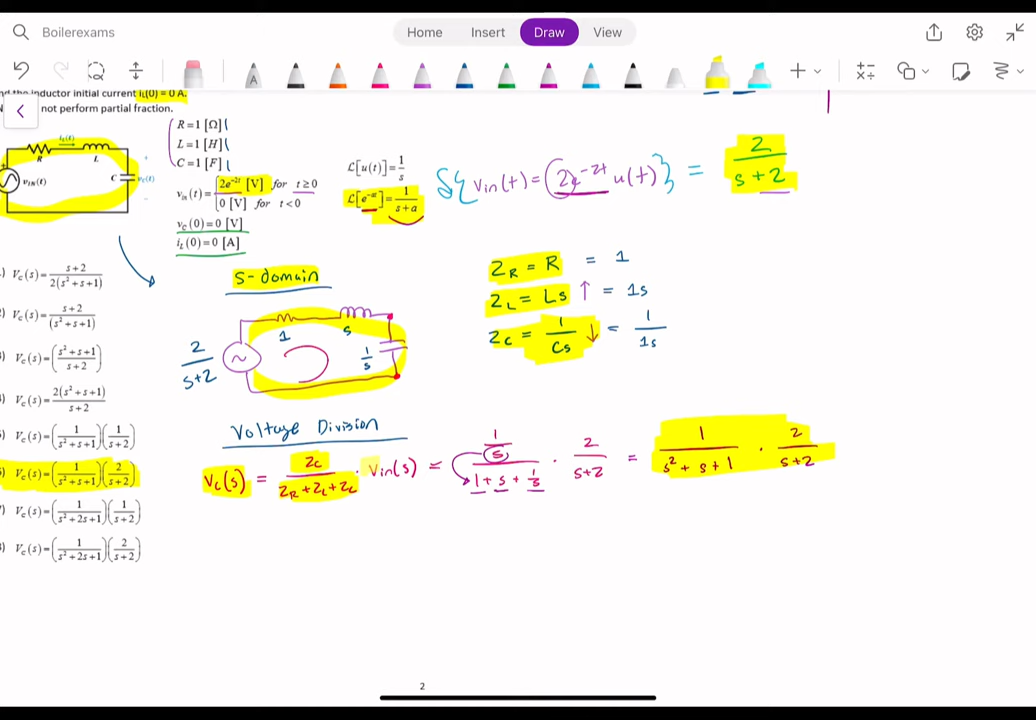 Boilerexams
Home Insert Draw View
A
inductor initial current iL(0) = 0 A.
not perform partial fraction.
R=1 [Ω]
L=1 [H]
C=1 [F]
iL(t)
R
L
C
vIN(t)
vC(t)
vin(t)= 2e^-2t [V] for t≥0
0 [V] for t<0
vC(0)=0 [V]
iL(0)=0 [A]
ℒ[u(t)]=1/s
ℒ[e^-at]=1/(s+a)
{vin(t)=(2e^-2t u(t)} = 2/(s+2)
) Vc(s)=(s+2)/(2(s²+s+1))
) Vc(s)=(s+2)/((s²+s+1))
) Vc(s)=((s²+s+1)/(s+2))
) Vc(s)=2(s²+s+1)/(s+2)
) Vc(s)=(1/(s²+s+1))(1/(s+2))
) Vc(s)=(1/(s²+s+1))(2/(s+2))
) Vc(s)=(1/(s²+2s+1))(1/(s+2))
) Vc(s)=(1/(s²+2s+1))(2/(s+2))
s-domain
2/(s+2)
~
1
s
1/s
ZR = R = 1
ZL = Ls ↑ = 1s
ZC = 1/Cs ↓ = 1/1s
Voltage Division
Vc(s) = Zc/(ZR+ZL+Zc) · Vin(s) = (1/s)/(1+s+1/s) · 2/(s+2) = 1/(s²+s+1) · 2/(s+2)
2